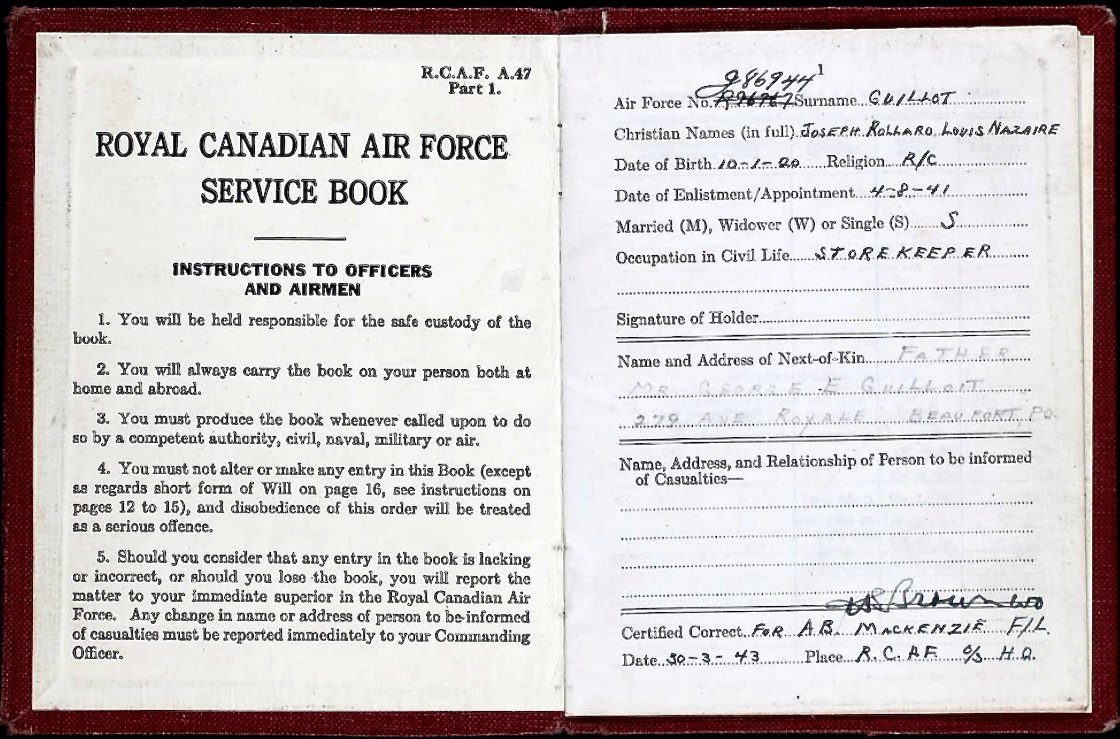 R.C.A.F. A.47
Part 1.
ROYAL CANADIAN AIR FORCE
SERVICE BOOK
INSTRUCTIONS TO OFFICERS
AND AIRMEN
1. You will be held responsible for the safe custody of the
book.
2. You will always carry the book on your person both at
home and abroad.
3. You must produce the book whenever called upon to do
so by a competent authority, civil, naval, military or air.
4. You must not alter or make any entry in this Book (except
as regards short form of Will on page 16, see instructions on
pages 12 to 15), and disobedience of this order will be treated
as a serious offence.
5. Should you consider that any entry in the book is lacking
or incorrect, or should you lose the book, you will report the
matter to your immediate superior in the Royal Canadian Air
Force. Any change in name or address of person to be informed
of casualties must be reported immediately to your Commanding
Officer.
1
J86944
Air Force No. Surname GUILLOT
Christian Names (in full) JOSEPH ROLLARD LOUIS NAZAIRE
Date of Birth 10-1-20 Religion R/C
Date of Enlistment/Appointment 4-8-41
Married (M), Widower (W) or Single (S) S
Occupation in Civil Life STOREKEEPER
Signature of Holder
Name and Address of Next-of-Kin FATHER
MR GEORGE E GUILLOIT
279 AVE ROYALE BEAUPORT, PQ.
Name, Address, and Relationship of Person to be informed
of Casualties—
Brown WO
Certified Correct FOR A.B. MACKENZIE F/L.
Date 30-3-43 Place R.C.A.F. O/S H.Q.